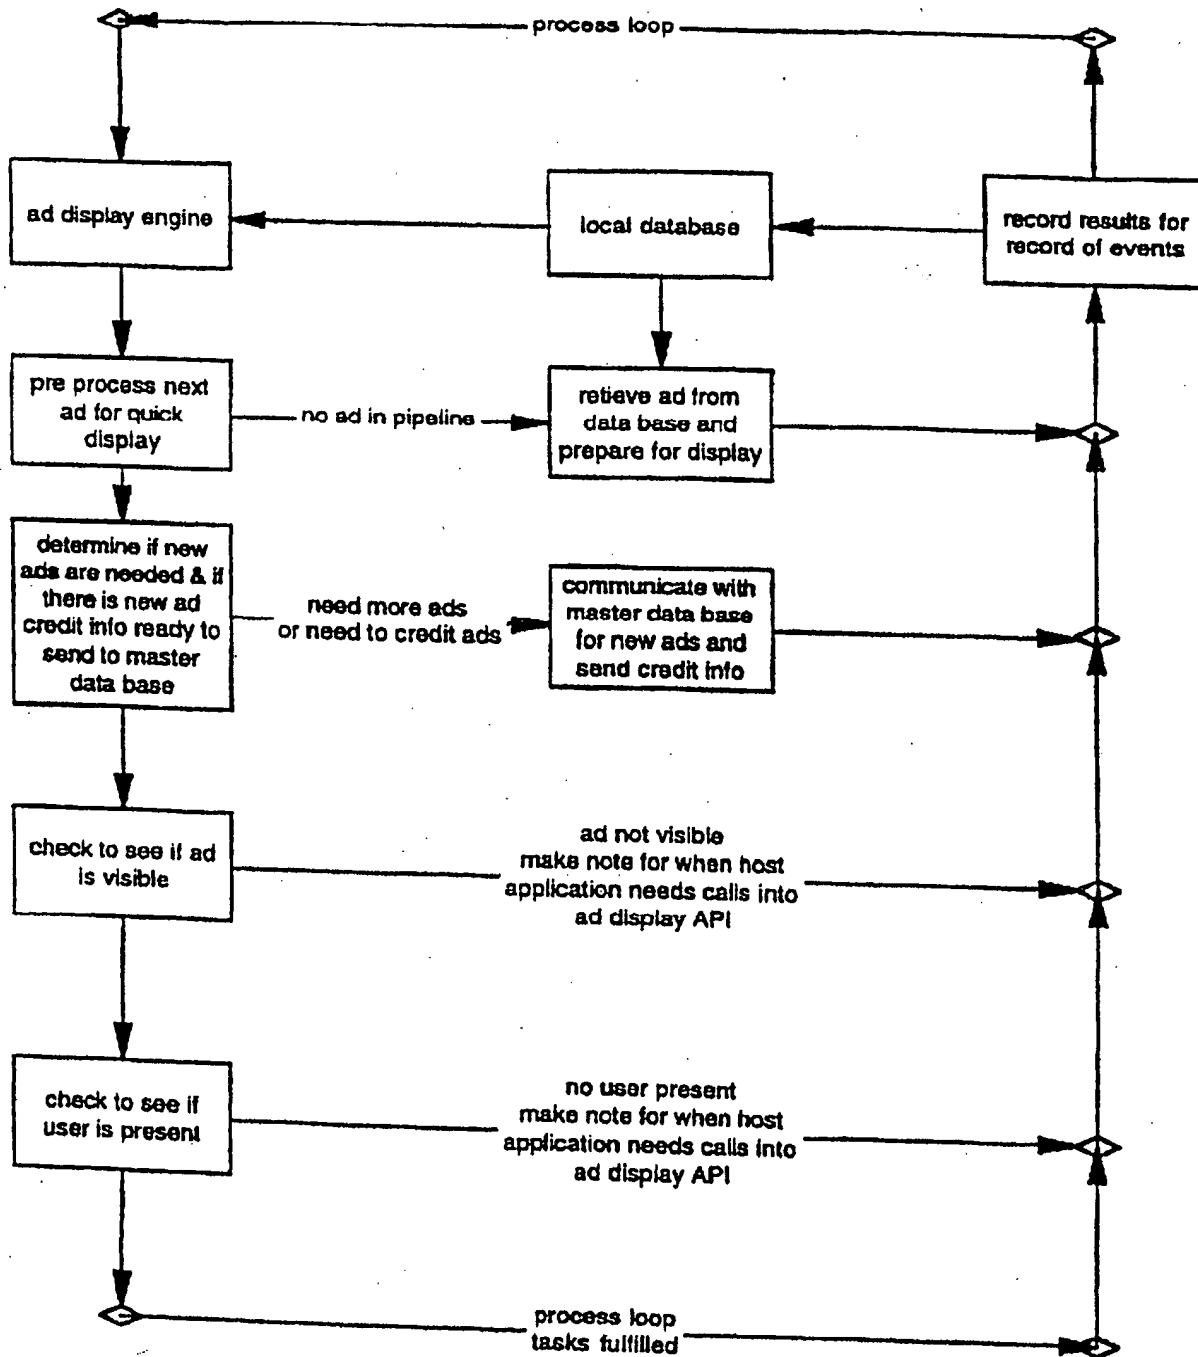 process loop
ad display engine
local database
record results for
record of events
pre process next
ad for quick
display
no ad in pipeline
retieve ad from
data base and
prepare for display
determine if new
ads are needed & if
there is new ad
credit info ready to
send to master
data base
need more ads
or need to credit ads
communicate with
master data base
for new ads and
send credit info
check to see if ad
is visible
ad not visible
make note for when host
application needs calls into
ad display API
check to see if
user is present
no user present
make note for when host
application needs calls into
ad display API
process loop
tasks fulfilled